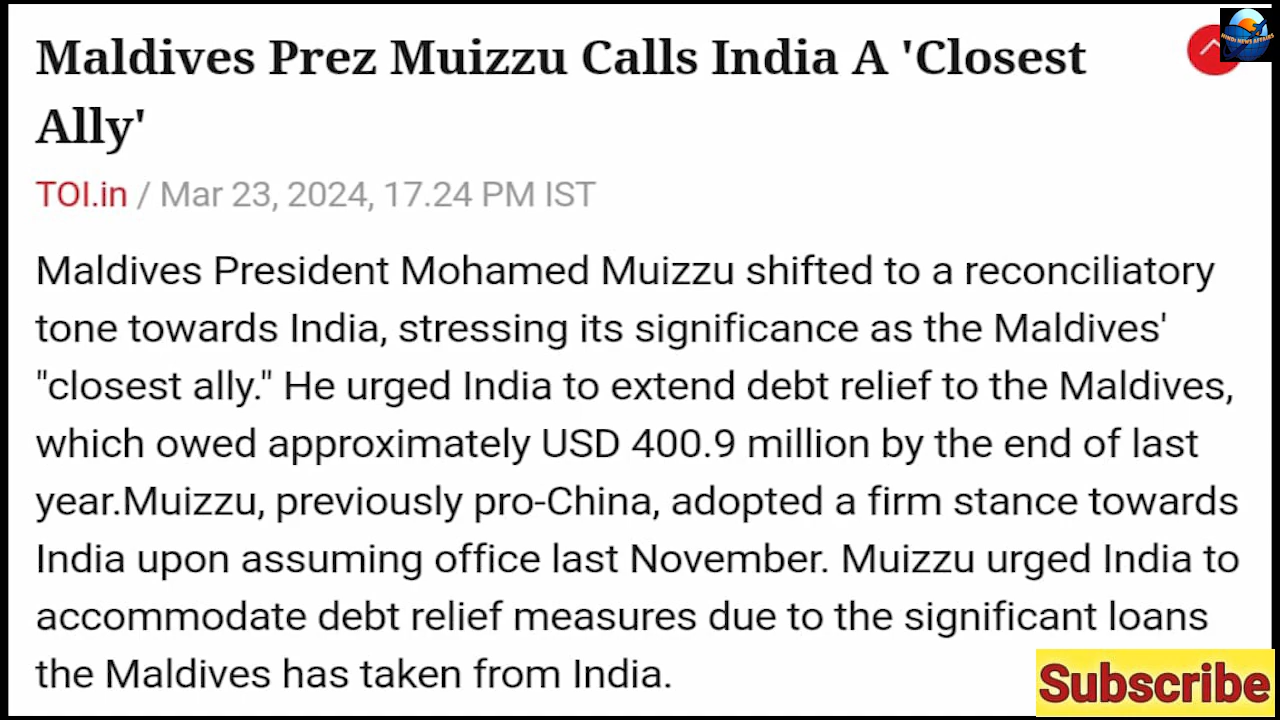 Maldives Prez Muizzu Calls India A 'Closest
Ally'
TOI.in / Mar 23, 2024, 17.24 PM IST
Maldives President Mohamed Muizzu shifted to a reconciliatory
tone towards India, stressing its significance as the Maldives'
"closest ally." He urged India to extend debt relief to the Maldives,
which owed approximately USD 400.9 million by the end of last
year.Muizzu, previously pro-China, adopted a firm stance towards
India upon assuming office last November. Muizzu urged India to
accommodate debt relief measures due to the significant loans
the Maldives has taken from India.
HINDI NEWS AFFAIRS
Subscribe